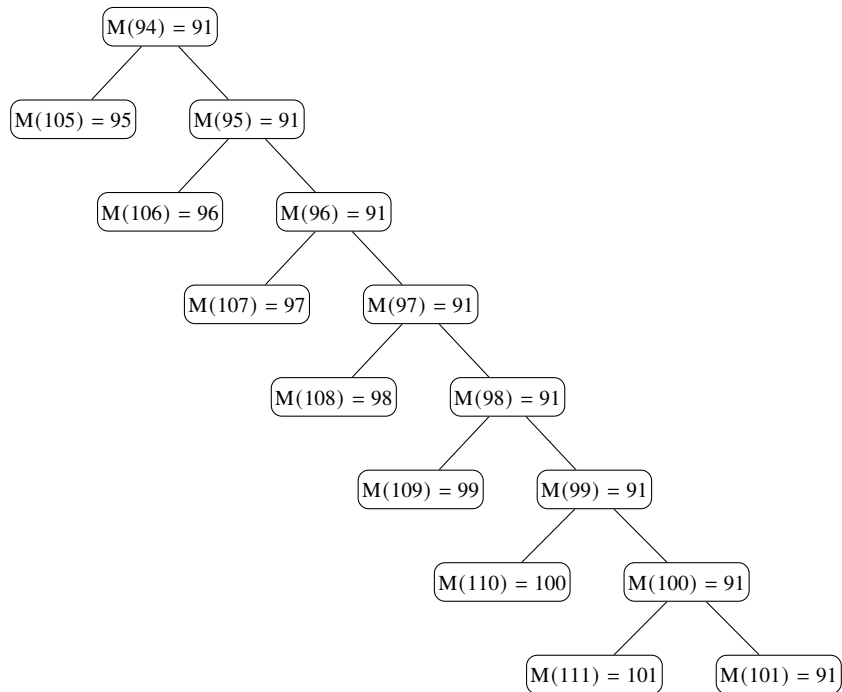 M(94) = 91
M(105) = 95
M(95) = 91
M(106) = 96
M(96) = 91
M(107) = 97
M(97) = 91
M(108) = 98
M(98) = 91
M(109) = 99
M(99) = 91
M(110) = 100
M(100) = 91
M(111) = 101
M(101) = 91